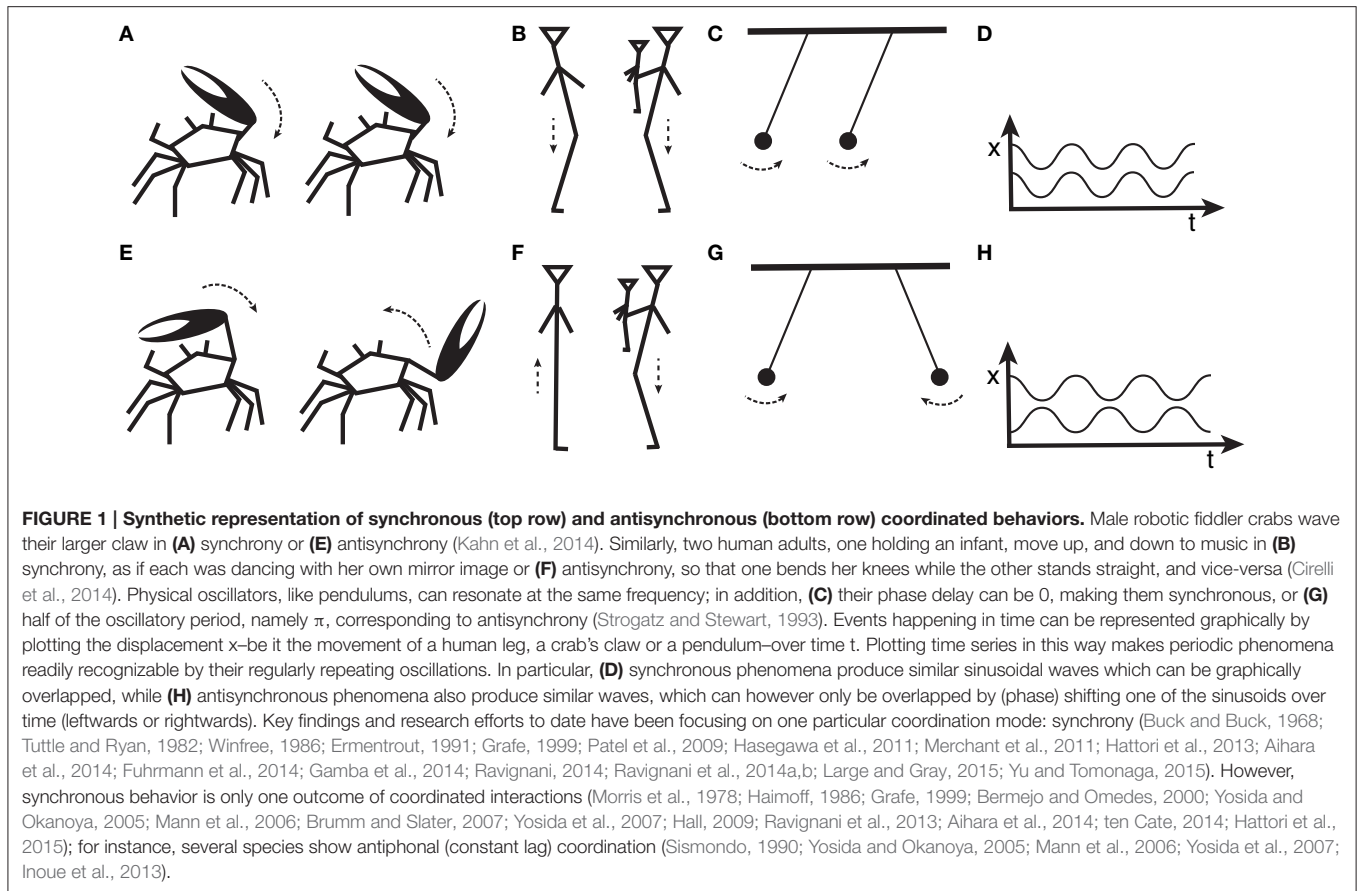 A B C D
x
t
E F G H
x
t
FIGURE 1 | Synthetic representation of synchronous (top row) and antisynchronous (bottom row) coordinated behaviors. Male robotic fiddler crabs wave
their larger claw in (A) synchrony or (E) antisynchrony (Kahn et al., 2014). Similarly, two human adults, one holding an infant, move up, and down to music in (B)
synchrony, as if each was dancing with her own mirror image or (F) antisynchrony, so that one bends her knees while the other stands straight, and vice-versa (Cirelli
et al., 2014). Physical oscillators, like pendulums, can resonate at the same frequency; in addition, (C) their phase delay can be 0, making them synchronous, or (G)
half of the oscillatory period, namely π, corresponding to antisynchrony (Strogatz and Stewart, 1993). Events happening in time can be represented graphically by
plotting the displacement x–be it the movement of a human leg, a crab's claw or a pendulum–over time t. Plotting time series in this way makes periodic phenomena
readily recognizable by their regularly repeating oscillations. In particular, (D) synchronous phenomena produce similar sinusoidal waves which can be graphically
overlapped, while (H) antisynchronous phenomena also produce similar waves, which can however only be overlapped by (phase) shifting one of the sinusoids over
time (leftwards or rightwards). Key findings and research efforts to date have been focusing on one particular coordination mode: synchrony (Buck and Buck, 1968;
Tuttle and Ryan, 1982; Winfree, 1986; Ermentrout, 1991; Grafe, 1999; Patel et al., 2009; Hasegawa et al., 2011; Merchant et al., 2011; Hattori et al., 2013; Aihara
et al., 2014; Fuhrmann et al., 2014; Gamba et al., 2014; Ravignani, 2014; Ravignani et al., 2014a,b; Large and Gray, 2015; Yu and Tomonaga, 2015). However,
synchronous behavior is only one outcome of coordinated interactions (Morris et al., 1978; Haimoff, 1986; Grafe, 1999; Bermejo and Omedes, 2000; Yosida and
Okanoya, 2005; Mann et al., 2006; Brumm and Slater, 2007; Yosida et al., 2007; Hall, 2009; Ravignani et al., 2013; Aihara et al., 2014; ten Cate, 2014; Hattori et al.,
2015); for instance, several species show antiphonal (constant lag) coordination (Sismondo, 1990; Yosida and Okanoya, 2005; Mann et al., 2006; Yosida et al., 2007;
Inoue et al., 2013).